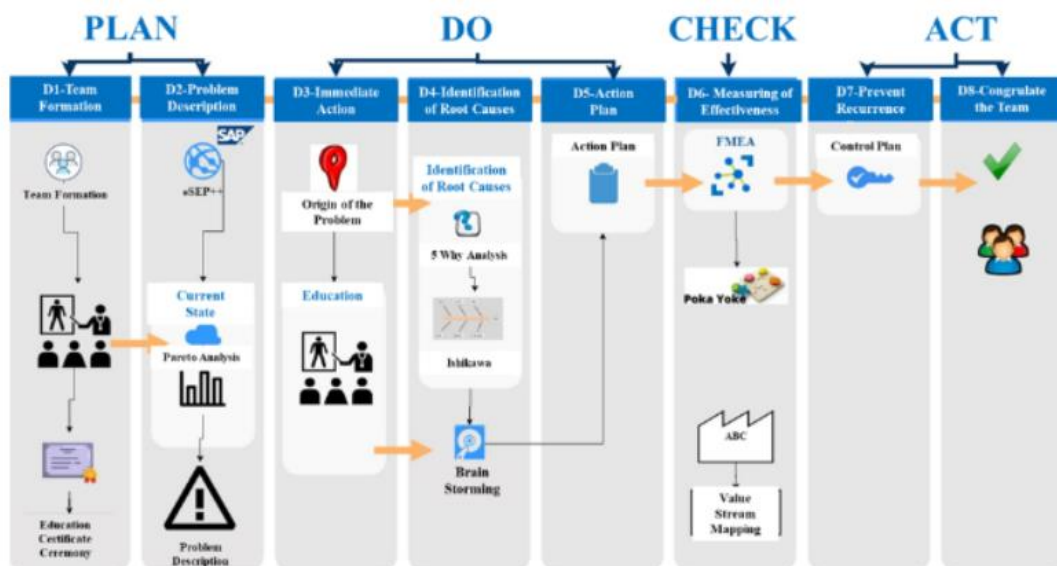 PLAN
DO
CHECK
ACT
D1-Team
Formation
D2-Problem
Description
D3-Immediate
Action
D4-Identification
of Root Causes
D5-Action
Plan
D6- Measuring of
Effectiveness
D7-Prevent
Recurrence
D8-Congrulate
the Team
Team Formation
Education
Certificate
Ceremony
SAP
sSEP++
Current
State
Pareto Analysis
Problem
Description
Origin of the
Problem
Education
Identification
of Root Causes
5 Why Analysis
Ishikawa
Brain
Storming
Action Plan
FMEA
Poka Yoke
ABC
Value
Stream
Mapping
Control Plan